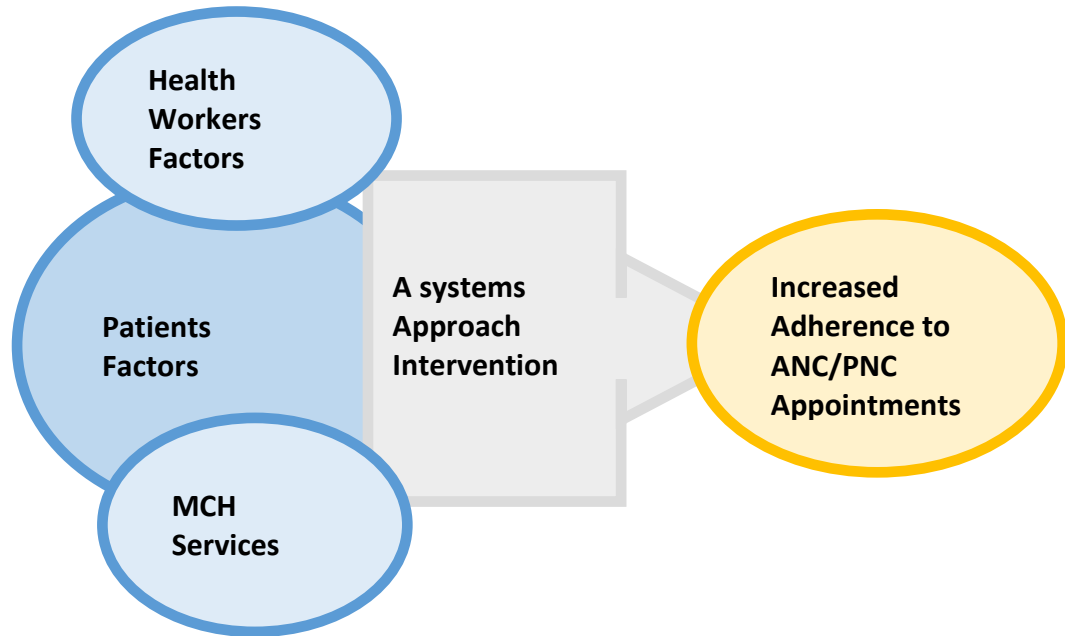 Health
Workers
Factors
Patients
Factors
MCH
Services
A systems
Approach
Intervention
Increased
Adherence to
ANC/PNC
Appointments